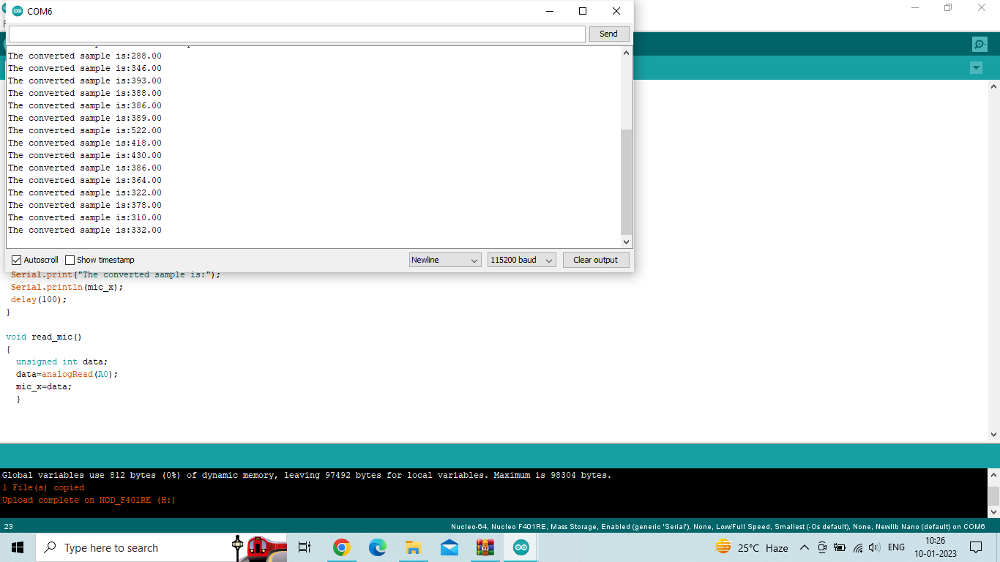 COM6
Send
The converted sample is:288.00
The converted sample is:346.00
The converted sample is:393.00
The converted sample is:388.00
The converted sample is:386.00
The converted sample is:389.00
The converted sample is:522.00
The converted sample is:418.00
The converted sample is:430.00
The converted sample is:386.00
The converted sample is:364.00
The converted sample is:322.00
The converted sample is:378.00
The converted sample is:310.00
The converted sample is:332.00
Autoscroll Show timestamp Newline 115200 baud Clear output
Serial.print("The converted sample is:");
Serial.println(mic_x);
delay(100);
}
void read_mic()
{
unsigned int data;
data=analogRead(A0);
mic_x=data;
}
Global variables use 812 bytes (0%) of dynamic memory, leaving 97492 bytes for local variables. Maximum is 98304 bytes.
1 File(s) copied
Upload complete on NOD_F401RE (H:)
23 Nucleo-64, Nucleo F401RE, Mass Storage, Enabled (generic 'Serial'), None, Low/Full Speed, Smallest (-Os default), None, Newlib Nano (default) on COM6
Type here to search
25°C Haze
ENG
10:26
10-01-2023